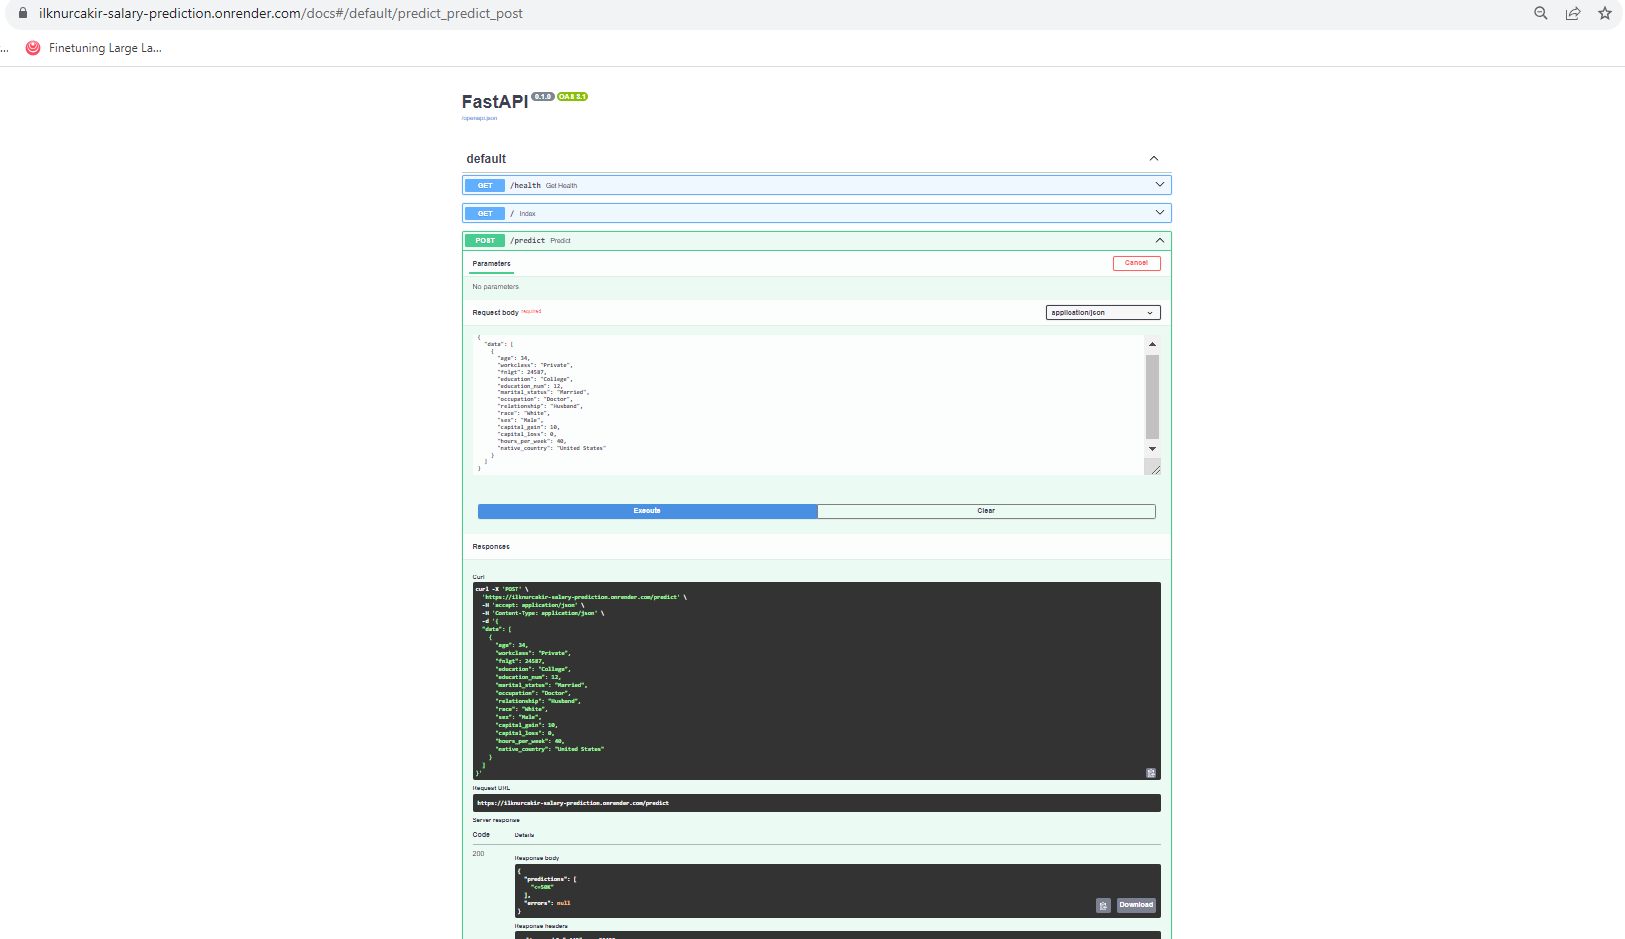 ilknurcakir-salary-prediction.onrender.com/docs#/default/predict_predict_post
... Finetuning Large La...
FastAPI 0.1.0 OAS 3.1
/openapi.json
default
GET /health Get Health
GET / Index
POST /predict Predict
Parameters Cancel
No parameters
Request body required application/json
{
"data": [
{
"age": 34,
"workclass": "Private",
"fnlgt": 24587,
"education": "College",
"education_num": 12,
"marital_status": "Married",
"occupation": "Doctor",
"relationship": "Husband",
"race": "White",
"sex": "Male",
"capital_gain": 10,
"capital_loss": 0,
"hours_per_week": 40,
"native_country": "United States"
}
]
}
Execute Clear
Responses
Curl
curl -X 'POST' \
'https://ilknurcakir-salary-prediction.onrender.com/predict' \
-H 'accept: application/json' \
-H 'Content-Type: application/json' \
-d '{
"data": [
{
"age": 34,
"workclass": "Private",
"fnlgt": 24587,
"education": "College",
"education_num": 12,
"marital_status": "Married",
"occupation": "Doctor",
"relationship": "Husband",
"race": "White",
"sex": "Male",
"capital_gain": 10,
"capital_loss": 0,
"hours_per_week": 40,
"native_country": "United States"
}
]
}'
Request URL
https://ilknurcakir-salary-prediction.onrender.com/predict
Server response
Code Details
200
Response body
{
"predictions": [
"<=50K"
],
"errors": null
}
Download
Response headers